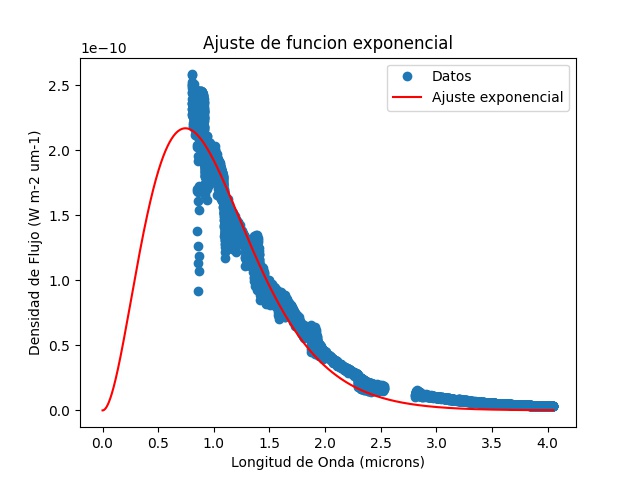 Ajuste de funcion exponencial
1e−10
Datos
Ajuste exponencial
2.5
2.0
1.5
1.0
0.5
0.0
Densidad de Flujo (W m-2 um-1)
0.0 0.5 1.0 1.5 2.0 2.5 3.0 3.5 4.0
Longitud de Onda (microns)